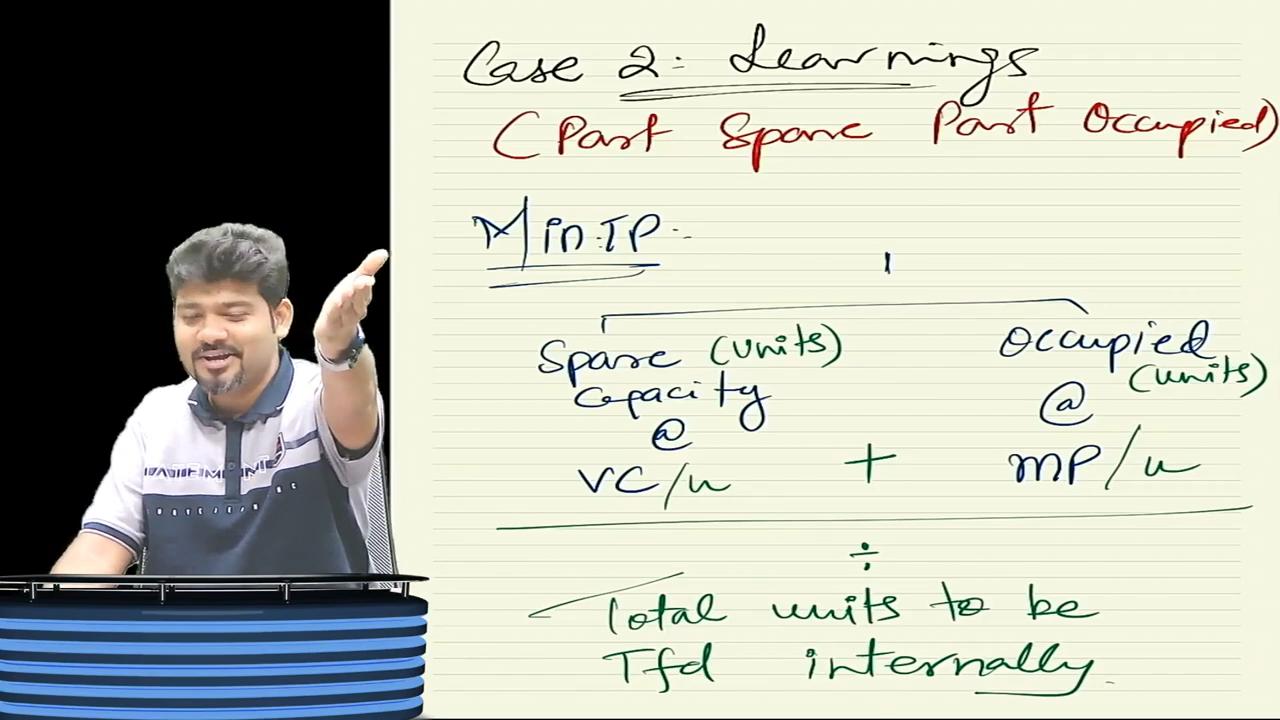 Case 2: Learnings
(Part Spare Part Occupied)
Min.TP:-
Spare (units)
Capacity
@
VC/u
+
Occupied
(units)
@
MP/u
÷
Total units to be
Tfd internally.